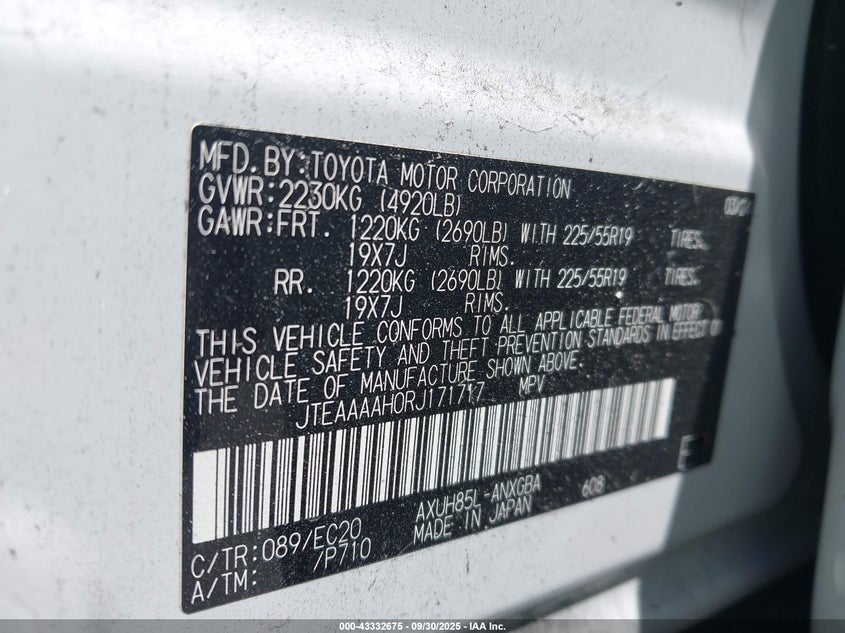 MFD. BY: TOYOTA MOTOR CORPORATION
GVWR: 2230KG (4920LB)
GAWR: FRT. 1220KG (2690LB) WITH 225/55R19 TIRES.
19X7J RIMS.
RR. 1220KG (2690LB) WITH 225/55R19 TIRES.
19X7J RIMS.
THIS VEHICLE CONFORMS TO ALL APPLICABLE FEDERAL MOTOR
VEHICLE SAFETY AND THEFT PREVENTION STANDARDS IN EFFECT ON
THE DATE OF MANUFACTURE SHOWN ABOVE.
JTEAAAAH0RJ171717 MPV
E
C/TR: 089/EC20 AXUH85L-ANXGBA 608
A/TM: /P710 MADE IN JAPAN
000-43332675 - 09/30/2025 - IAA Inc.